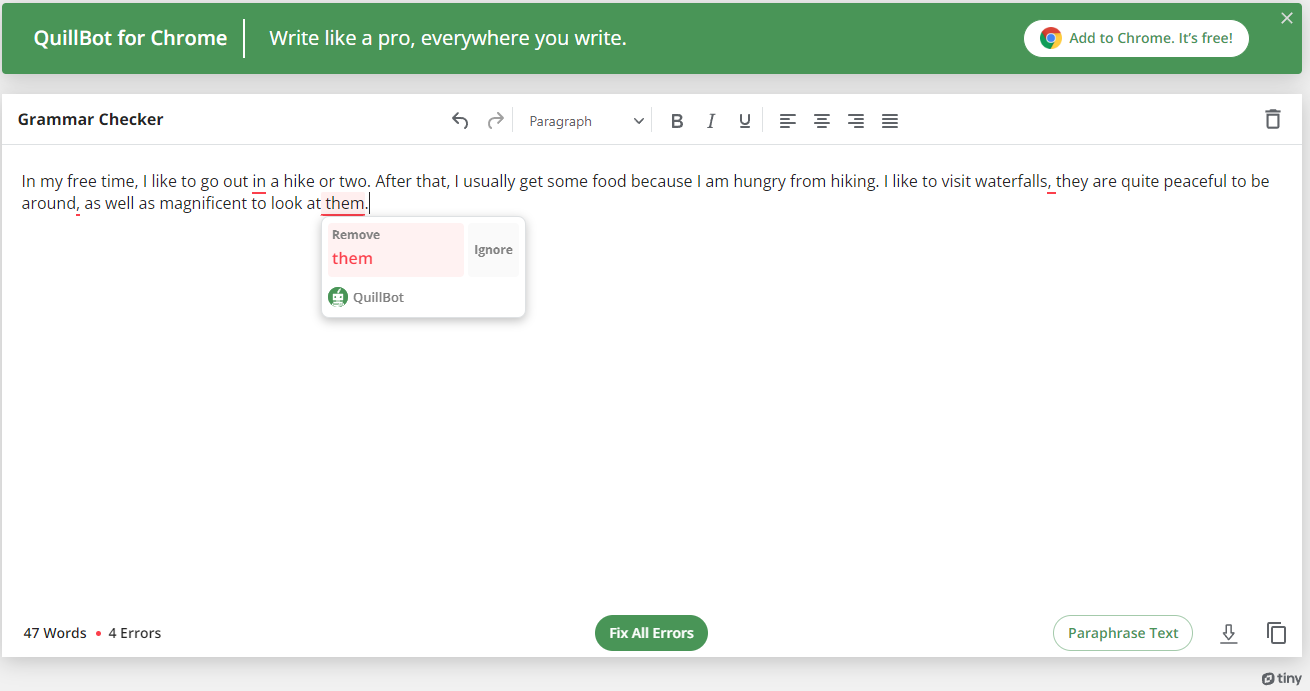 QuillBot for Chrome
Write like a pro, everywhere you write.
Add to Chrome. It's free!
Grammar Checker
Paragraph
B I U
In my free time, I like to go out in a hike or two. After that, I usually get some food because I am hungry from hiking. I like to visit waterfalls, they are quite peaceful to be
around, as well as magnificent to look at them.
Remove
them
Ignore
QuillBot
47 Words • 4 Errors
Fix All Errors
Paraphrase Text
tiny